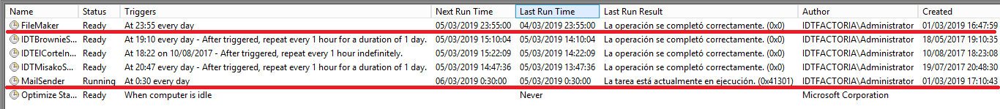 Name Status Triggers Next Run Time Last Run Time Last Run Result Author Created
FileMaker Ready At 23:55 every day 05/03/2019 23:55:00 04/03/2019 23:55:00 La operación se completó correctamente. (0x0) IDTFACTORIA\Administrator 01/03/2019 16:47:59
IDTBrownieS... Ready At 19:10 every day - After triggered, repeat every 1 hour for a duration of 1 day. 05/03/2019 15:10:04 05/03/2019 14:10:04 La operación se completó correctamente. (0x0) IDTFACTORIA\Administrator 18/05/2017 19:10:35
IDTElCorteIn... Ready At 18:22 on 10/08/2017 - After triggered, repeat every 1 hour indefinitely. 05/03/2019 15:22:09 05/03/2019 14:22:09 La operación se completó correctamente. (0x0) IDTFACTORIA\Administrator 10/08/2017 18:23:08
IDTMisakoS... Ready At 20:47 every day - After triggered, repeat every 1 hour for a duration of 1 day. 05/03/2019 14:47:36 05/03/2019 13:47:36 La operación se completó correctamente. (0x0) IDTFACTORIA\Administrator 19/07/2017 20:48:30
MailSender Running At 0:30 every day 06/03/2019 0:30:00 05/03/2019 0:30:00 La tarea está actualmente en ejecución. (0x41301) IDTFACTORIA\Administrator 01/03/2019 17:10:43
Optimize Sta... Ready When computer is idle Never Microsoft Corporation